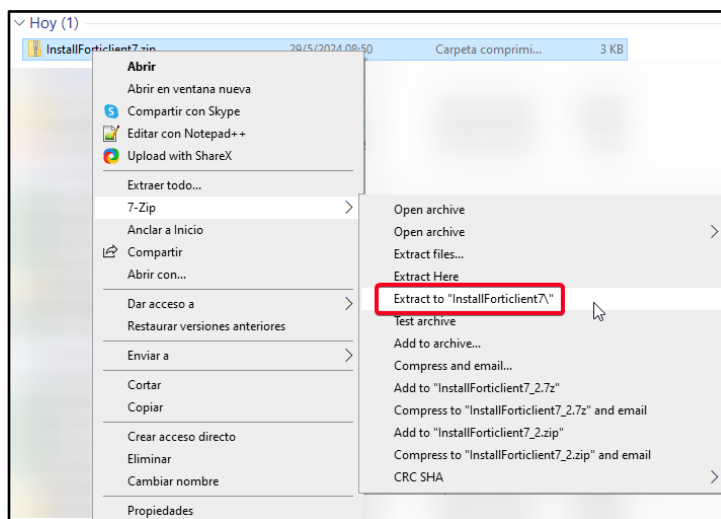 Hoy (1)
InstallForticlient7.zip 29/5/2024 08:50 Carpeta comprimi... 3 KB
Abrir
Abrir en ventana nueva
Compartir con Skype
Editar con Notepad++
Upload with ShareX
Extraer todo...
7-Zip
Anclar a Inicio
Compartir
Abrir con...
Dar acceso a
Restaurar versiones anteriores
Enviar a
Cortar
Copiar
Crear acceso directo
Eliminar
Cambiar nombre
Propiedades
Open archive
Open archive
Extract files...
Extract Here
Extract to "InstallForticlient7\"
Test archive
Add to archive...
Compress and email...
Add to "InstallForticlient7_2.7z"
Compress to "InstallForticlient7_2.7z" and email
Add to "InstallForticlient7_2.zip"
Compress to "InstallForticlient7_2.zip" and email
CRC SHA